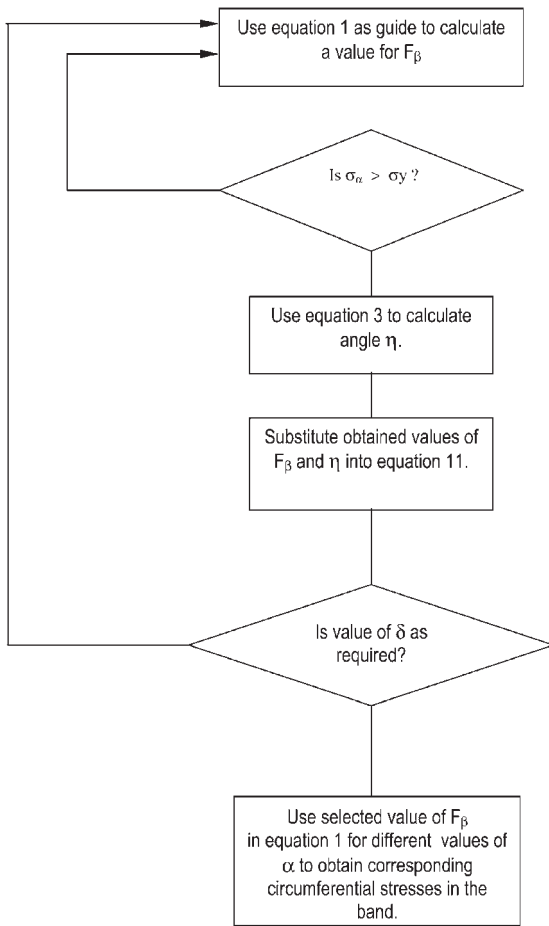 Use equation 1 as guide to calculate
a value for Fβ
Is σα > σy ?
Use equation 3 to calculate
angle η.
Substitute obtained values of
Fβ and η into equation 11.
Is value of δ as
required?
Use selected value of Fβ
in equation 1 for different values of
α to obtain corresponding
circumferential stresses in the
band.